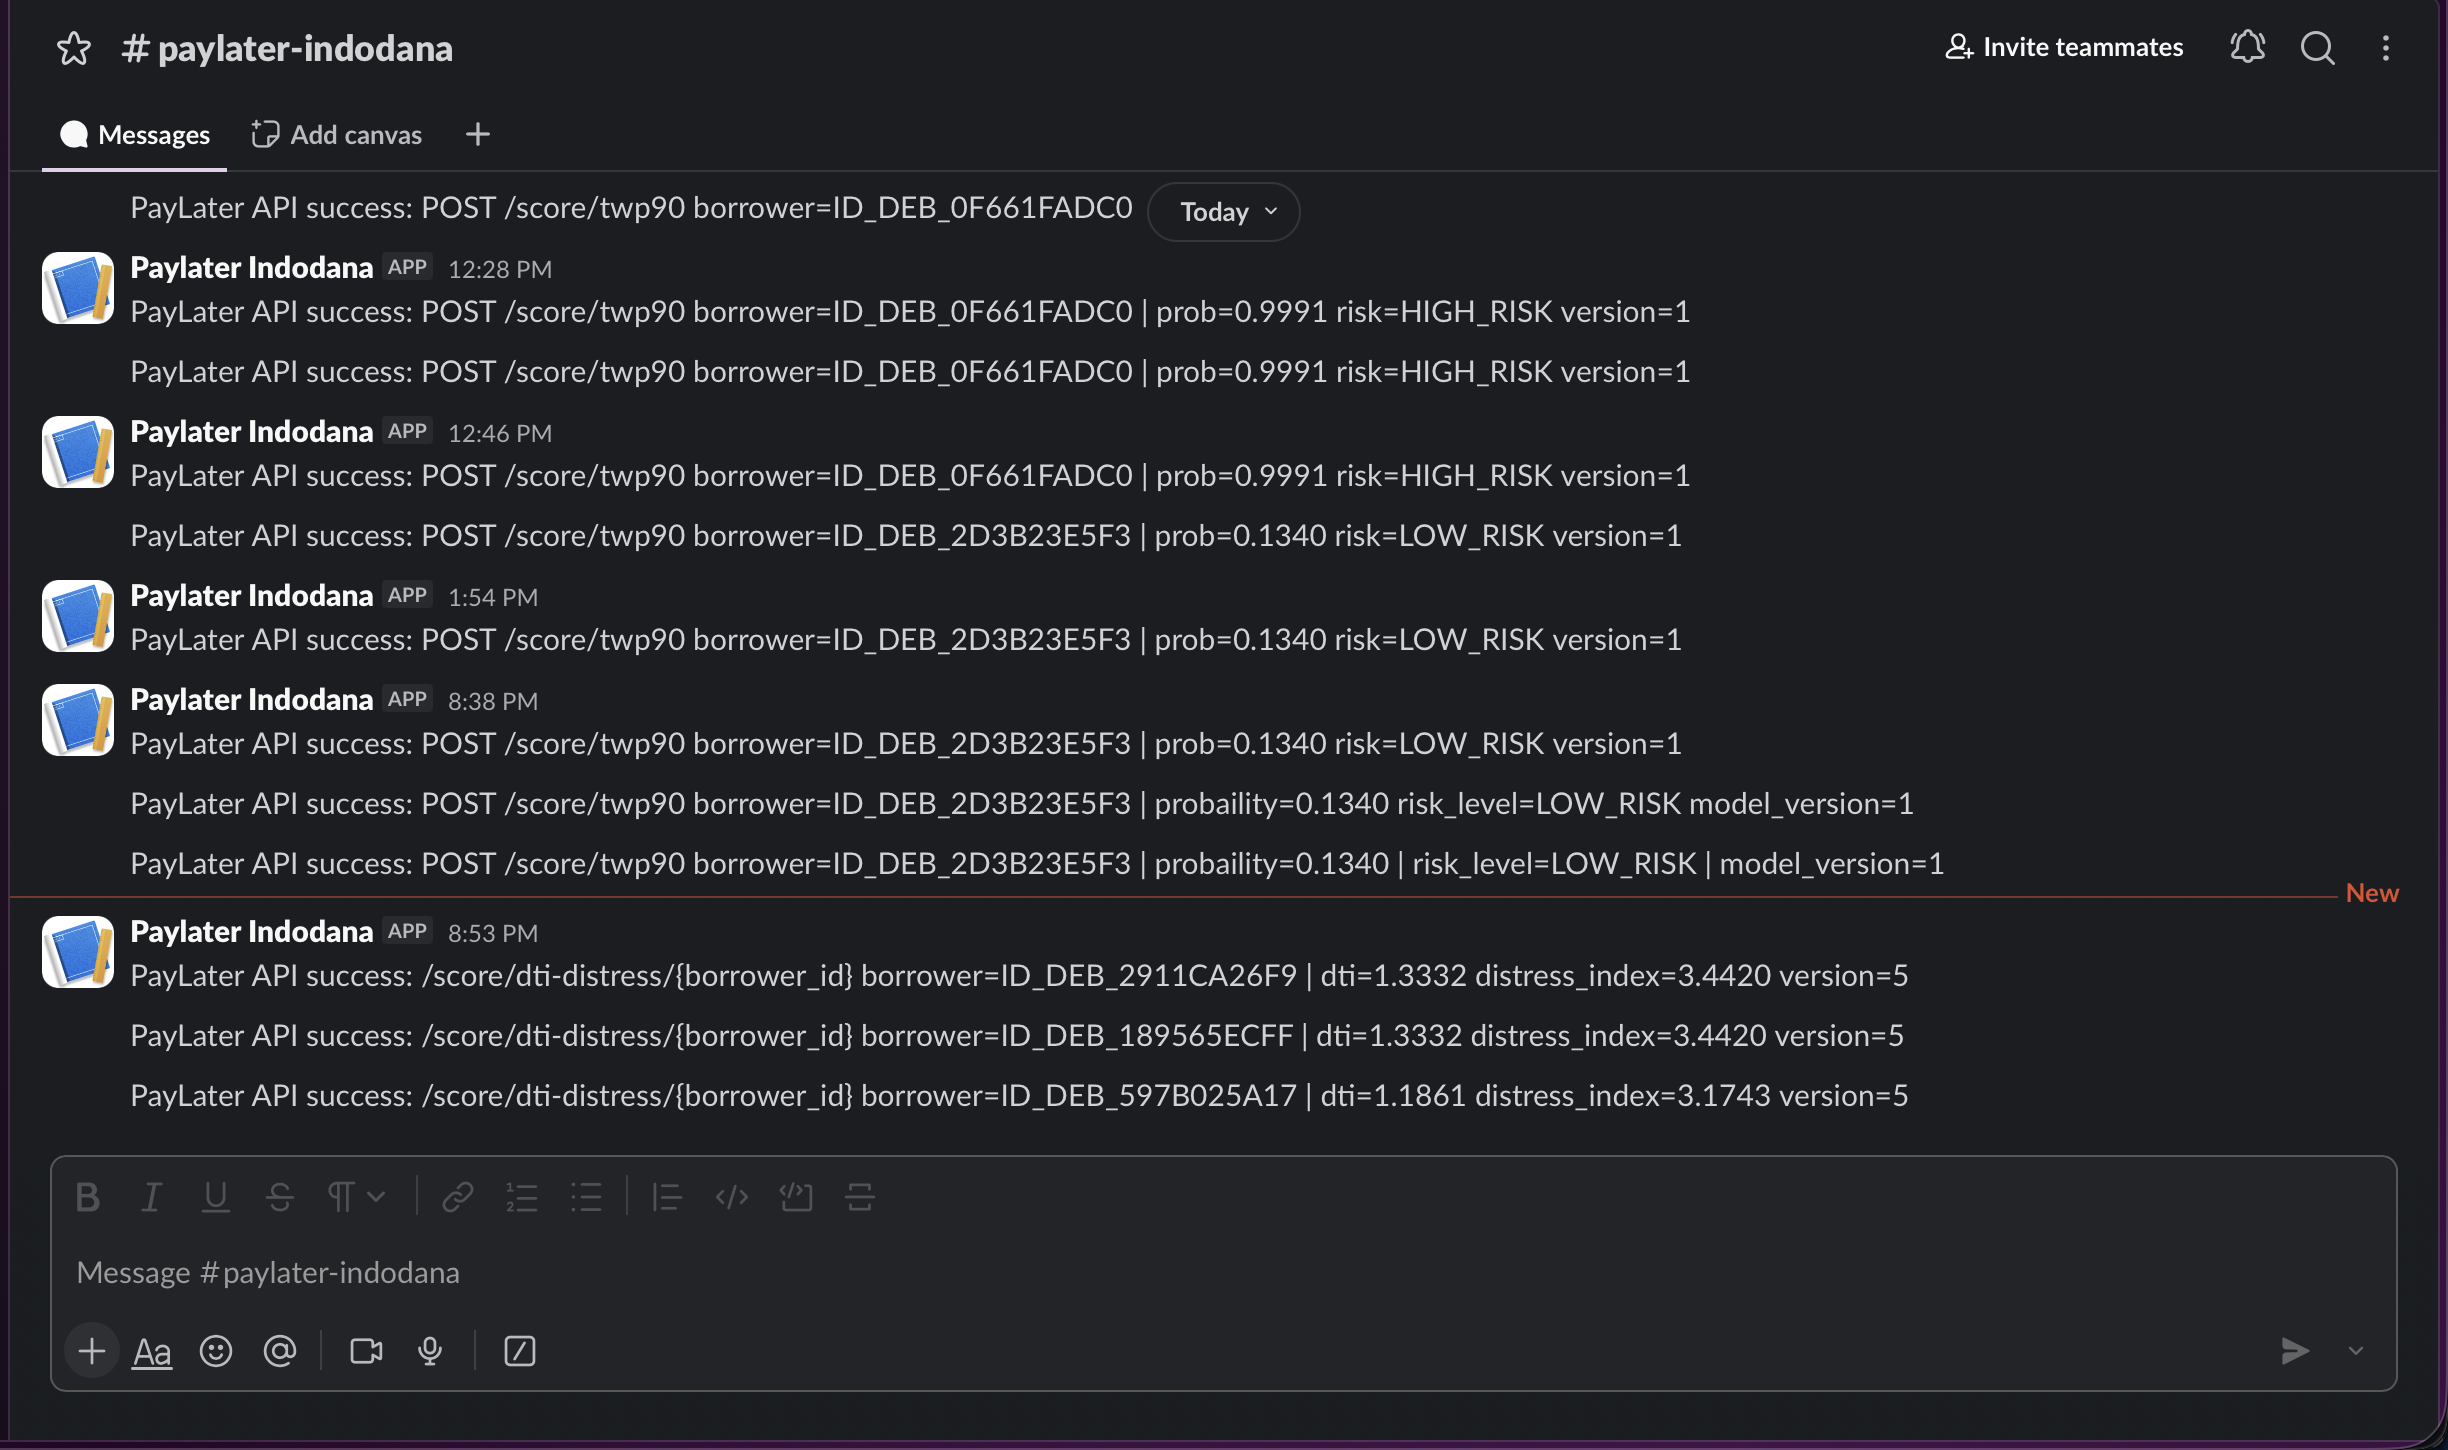 # paylater-indodana
Invite teammates
Messages
Add canvas
PayLater API success: POST /score/twp90 borrower=ID_DEB_0F661FADC0
Today
Paylater Indodana APP 12:28 PM
PayLater API success: POST /score/twp90 borrower=ID_DEB_0F661FADC0 | prob=0.9991 risk=HIGH_RISK version=1
PayLater API success: POST /score/twp90 borrower=ID_DEB_0F661FADC0 | prob=0.9991 risk=HIGH_RISK version=1
Paylater Indodana APP 12:46 PM
PayLater API success: POST /score/twp90 borrower=ID_DEB_0F661FADC0 | prob=0.9991 risk=HIGH_RISK version=1
PayLater API success: POST /score/twp90 borrower=ID_DEB_2D3B23E5F3 | prob=0.1340 risk=LOW_RISK version=1
Paylater Indodana APP 1:54 PM
PayLater API success: POST /score/twp90 borrower=ID_DEB_2D3B23E5F3 | prob=0.1340 risk=LOW_RISK version=1
Paylater Indodana APP 8:38 PM
PayLater API success: POST /score/twp90 borrower=ID_DEB_2D3B23E5F3 | prob=0.1340 risk=LOW_RISK version=1
PayLater API success: POST /score/twp90 borrower=ID_DEB_2D3B23E5F3 | probaility=0.1340 risk_level=LOW_RISK model_version=1
PayLater API success: POST /score/twp90 borrower=ID_DEB_2D3B23E5F3 | probaility=0.1340 | risk_level=LOW_RISK | model_version=1
New
Paylater Indodana APP 8:53 PM
PayLater API success: /score/dti-distress/{borrower_id} borrower=ID_DEB_2911CA26F9 | dti=1.3332 distress_index=3.4420 version=5
PayLater API success: /score/dti-distress/{borrower_id} borrower=ID_DEB_189565ECFF | dti=1.3332 distress_index=3.4420 version=5
PayLater API success: /score/dti-distress/{borrower_id} borrower=ID_DEB_597B025A17 | dti=1.1861 distress_index=3.1743 version=5
Message #paylater-indodana
Aa